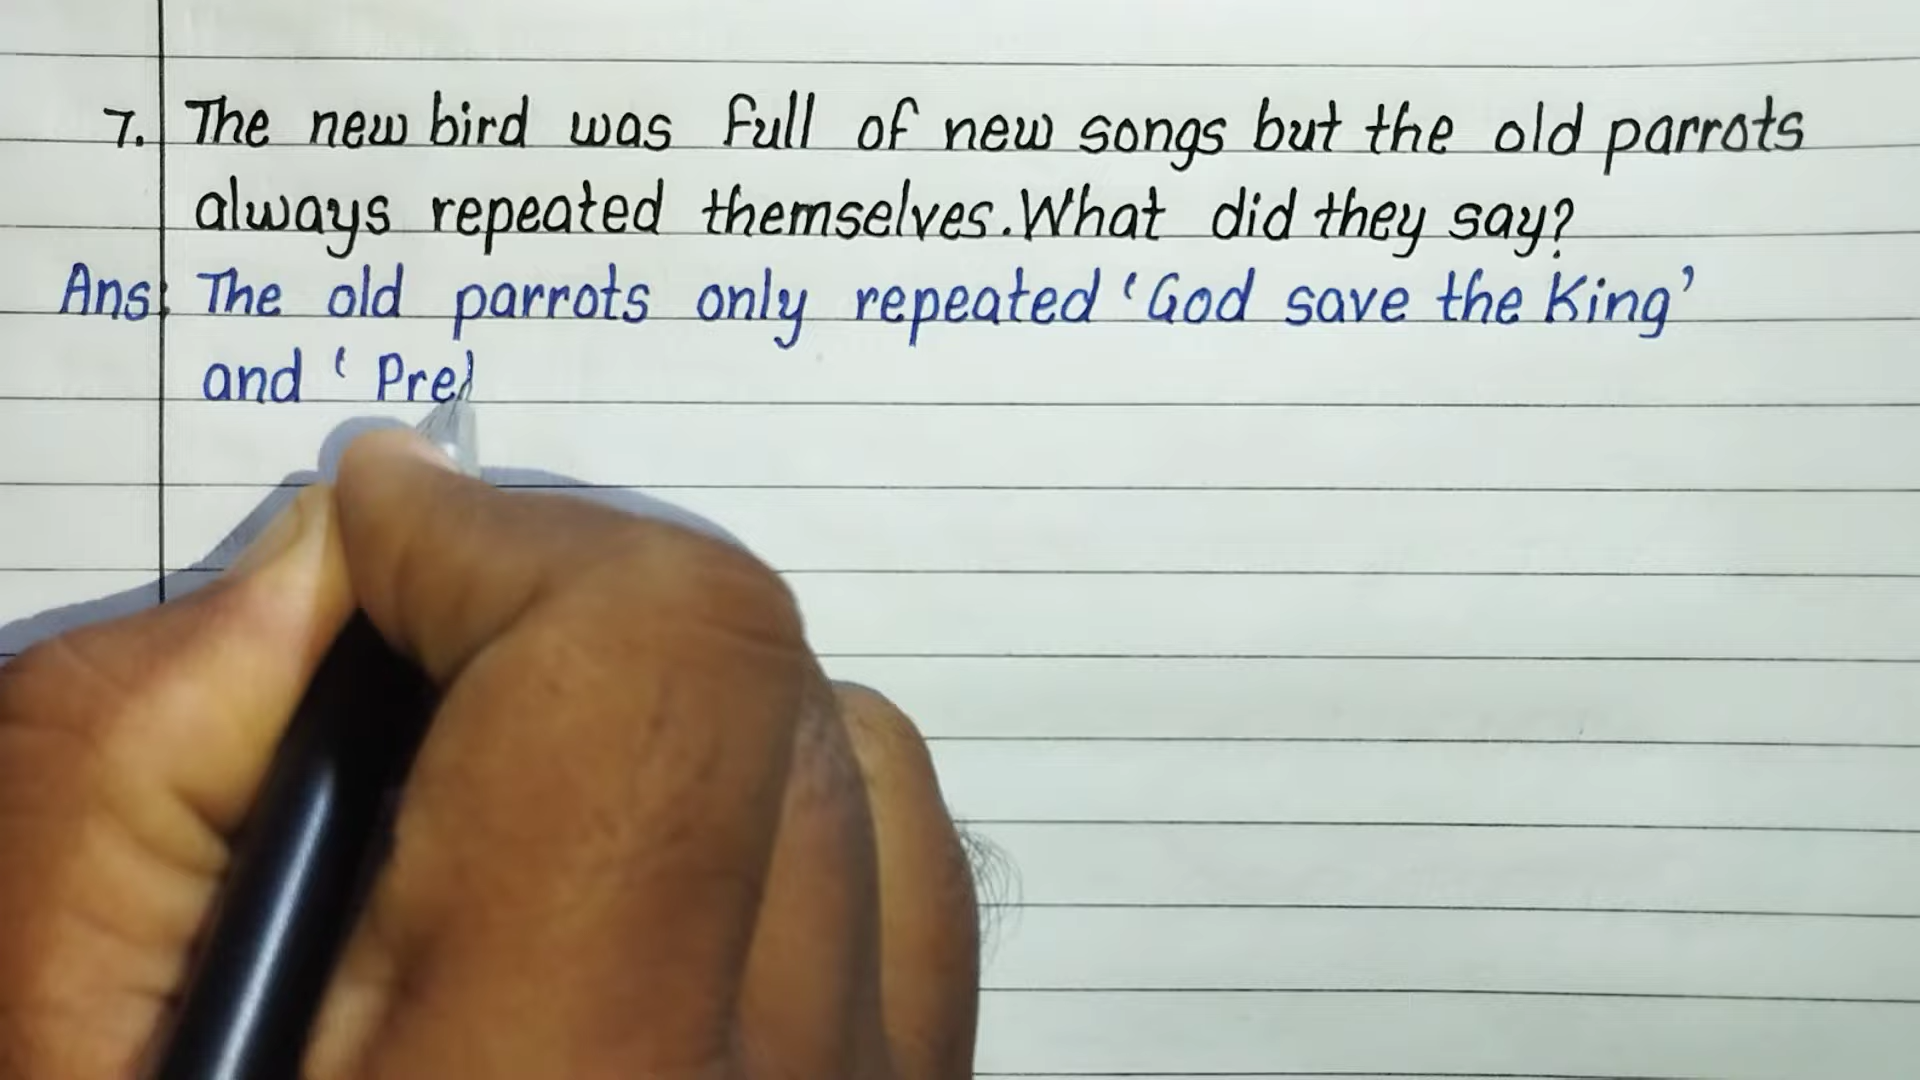 7. The new bird was full of new songs but the old parrots
always repeated themselves. What did they say?
Ans. The old parrots only repeated 'God save the King'
and ' Pre